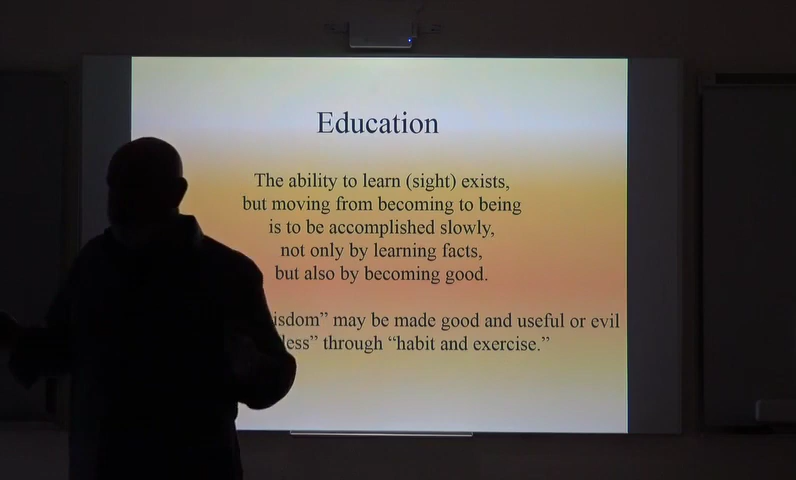 Education
The ability to learn (sight) exists,
but moving from becoming to being
is to be accomplished slowly,
not only by learning facts,
but also by becoming good.
may be made good and useful or evil
through “habit and exercise.”